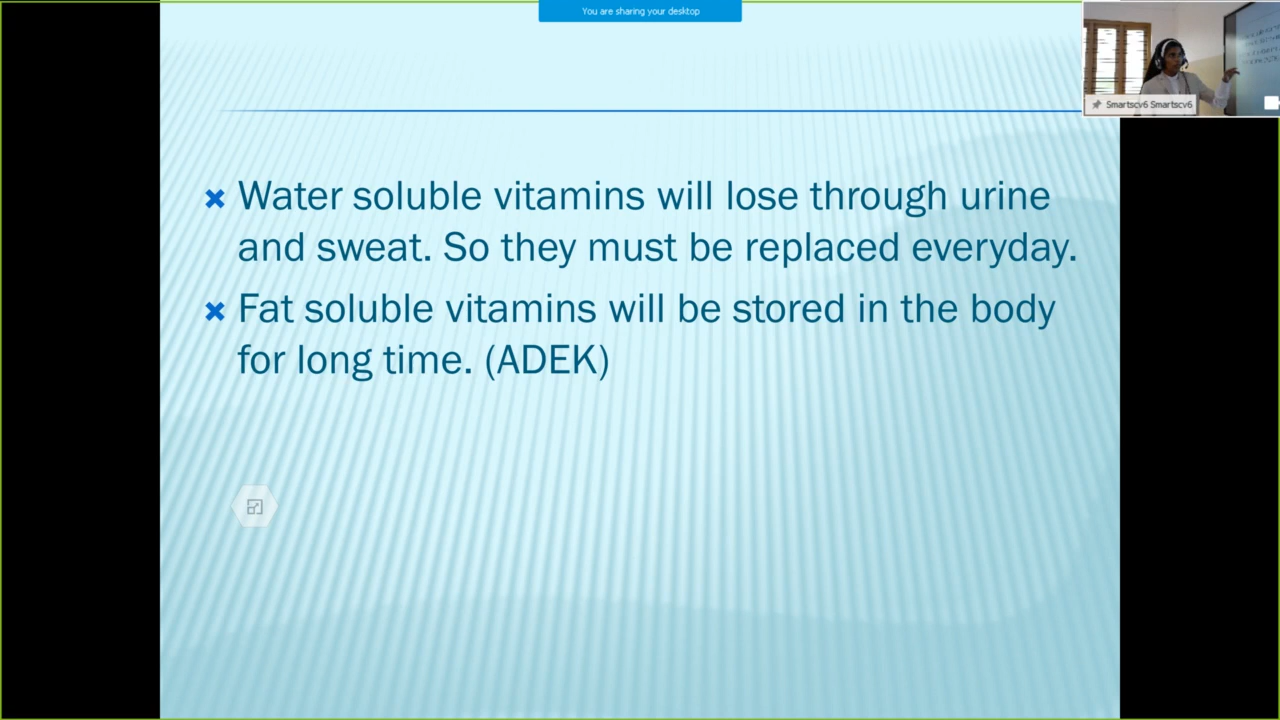 You are sharing your desktop
Smartscv6 Smartscv6
Water soluble vitamins will lose through urine
and sweat. So they must be replaced everyday.
Fat soluble vitamins will be stored in the body
for long time. (ADEK)